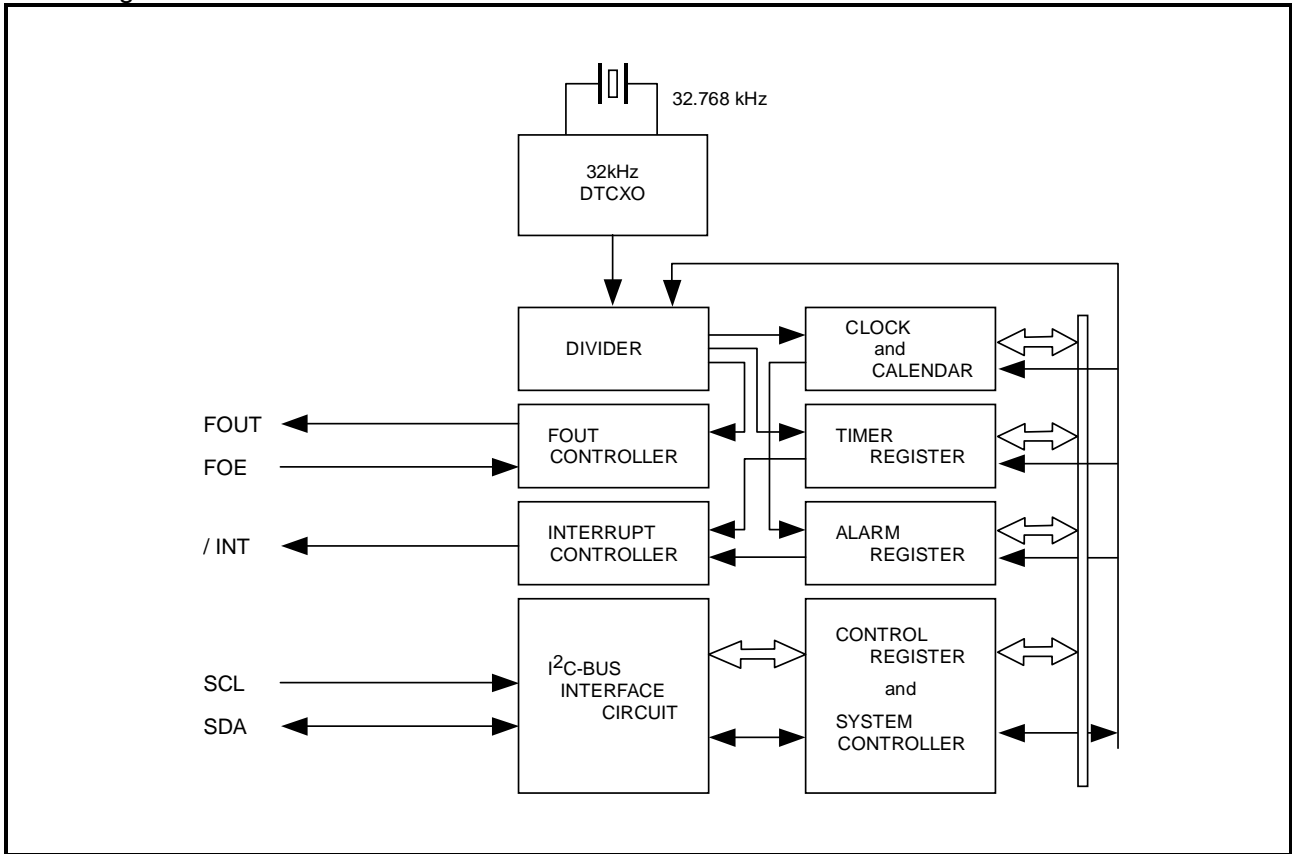 32.768 kHz
32kHz
DTCXO
DIVIDER
CLOCK
and
CALENDAR
FOUT
FOE
FOUT
CONTROLLER
TIMER
REGISTER
/ INT
INTERRUPT
CONTROLLER
ALARM
REGISTER
SCL
SDA
I2C-BUS
INTERFACE
CIRCUIT
CONTROL
REGISTER
and
SYSTEM
CONTROLLER